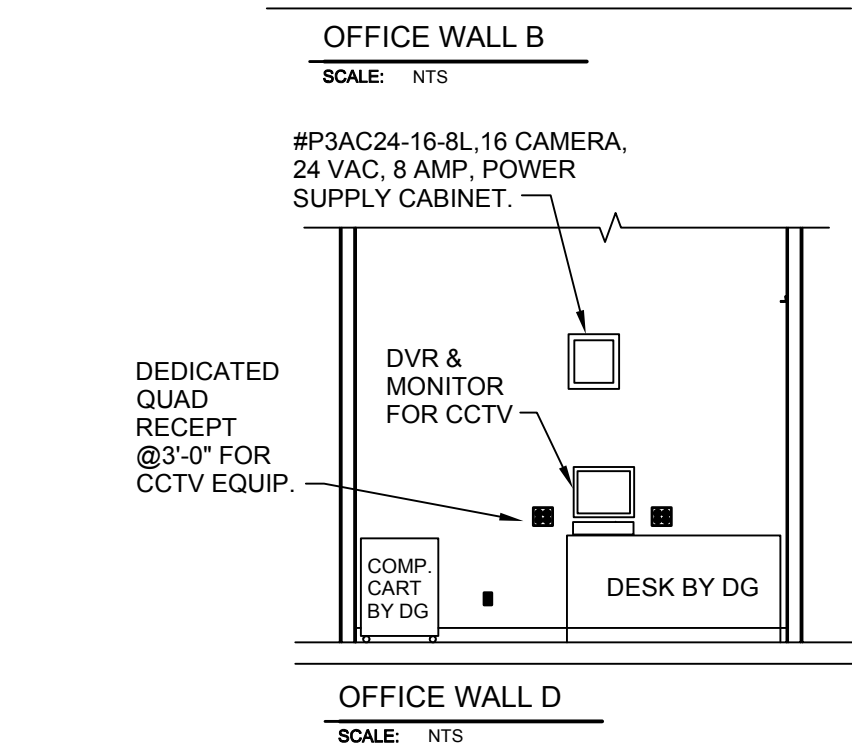 OFFICE WALL B
SCALE: NTS
#P3AC24-16-8L,16 CAMERA,
24 VAC, 8 AMP, POWER
SUPPLY CABINET.
DEDICATED
QUAD
RECEPT
@3'-0" FOR
CCTV EQUIP.
DVR &
MONITOR
FOR CCTV
COMP.
CART
BY DG
DESK BY DG
OFFICE WALL D
SCALE: NTS